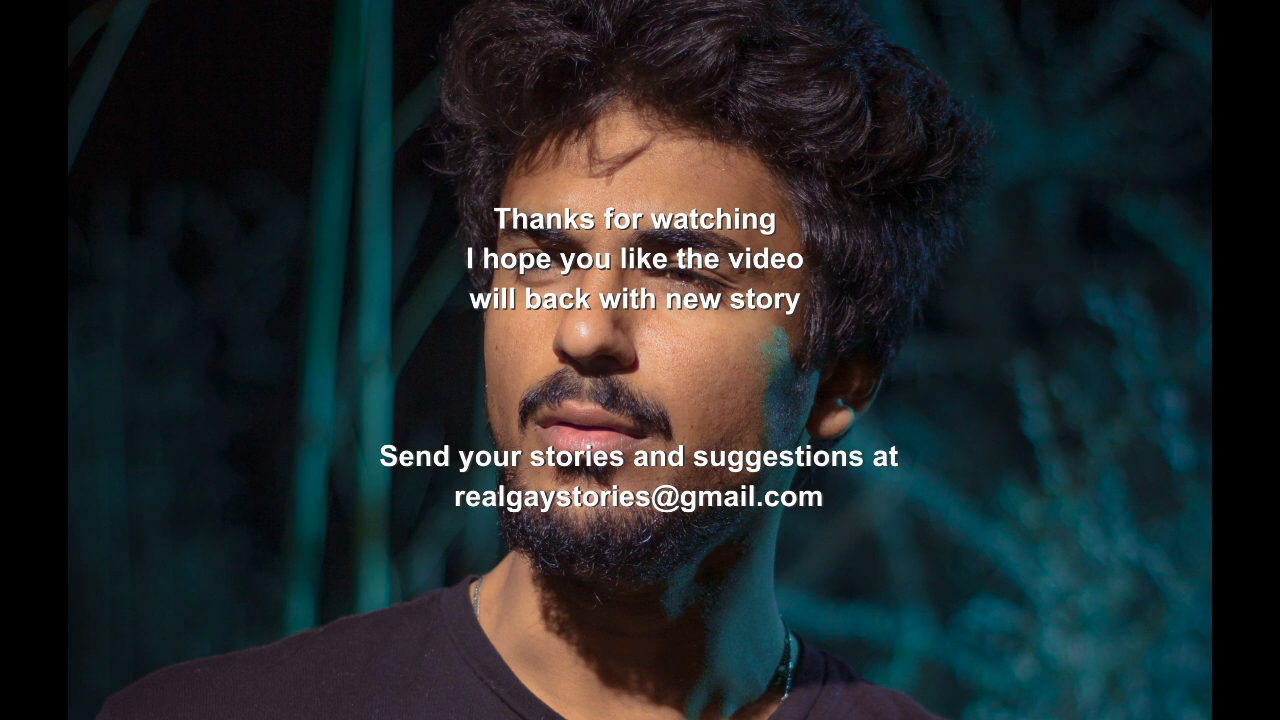 Thanks for watching
I hope you like the video
will back with new story
Send your stories and suggestions at
realgaystories@gmail.com